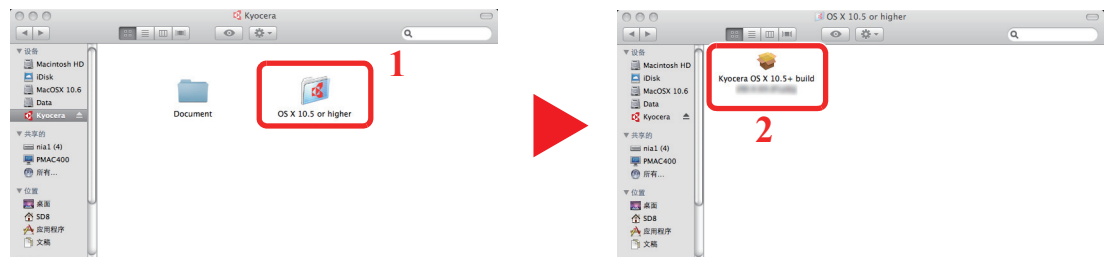 Kyocera
设备
Macintosh HD
iDisk
MacOSX 10.6
Data
Kyocera
共享的
nia1 (4)
PMAC400
所有...
位置
桌面
SD8
应用程序
文稿
Document
OS X 10.5 or higher
1
OS X 10.5 or higher
设备
Macintosh HD
iDisk
MacOSX 10.6
Data
Kyocera
共享的
nia1 (4)
PMAC400
所有...
位置
桌面
SD8
应用程序
文稿
Kyocera OS X 10.5+ build
2